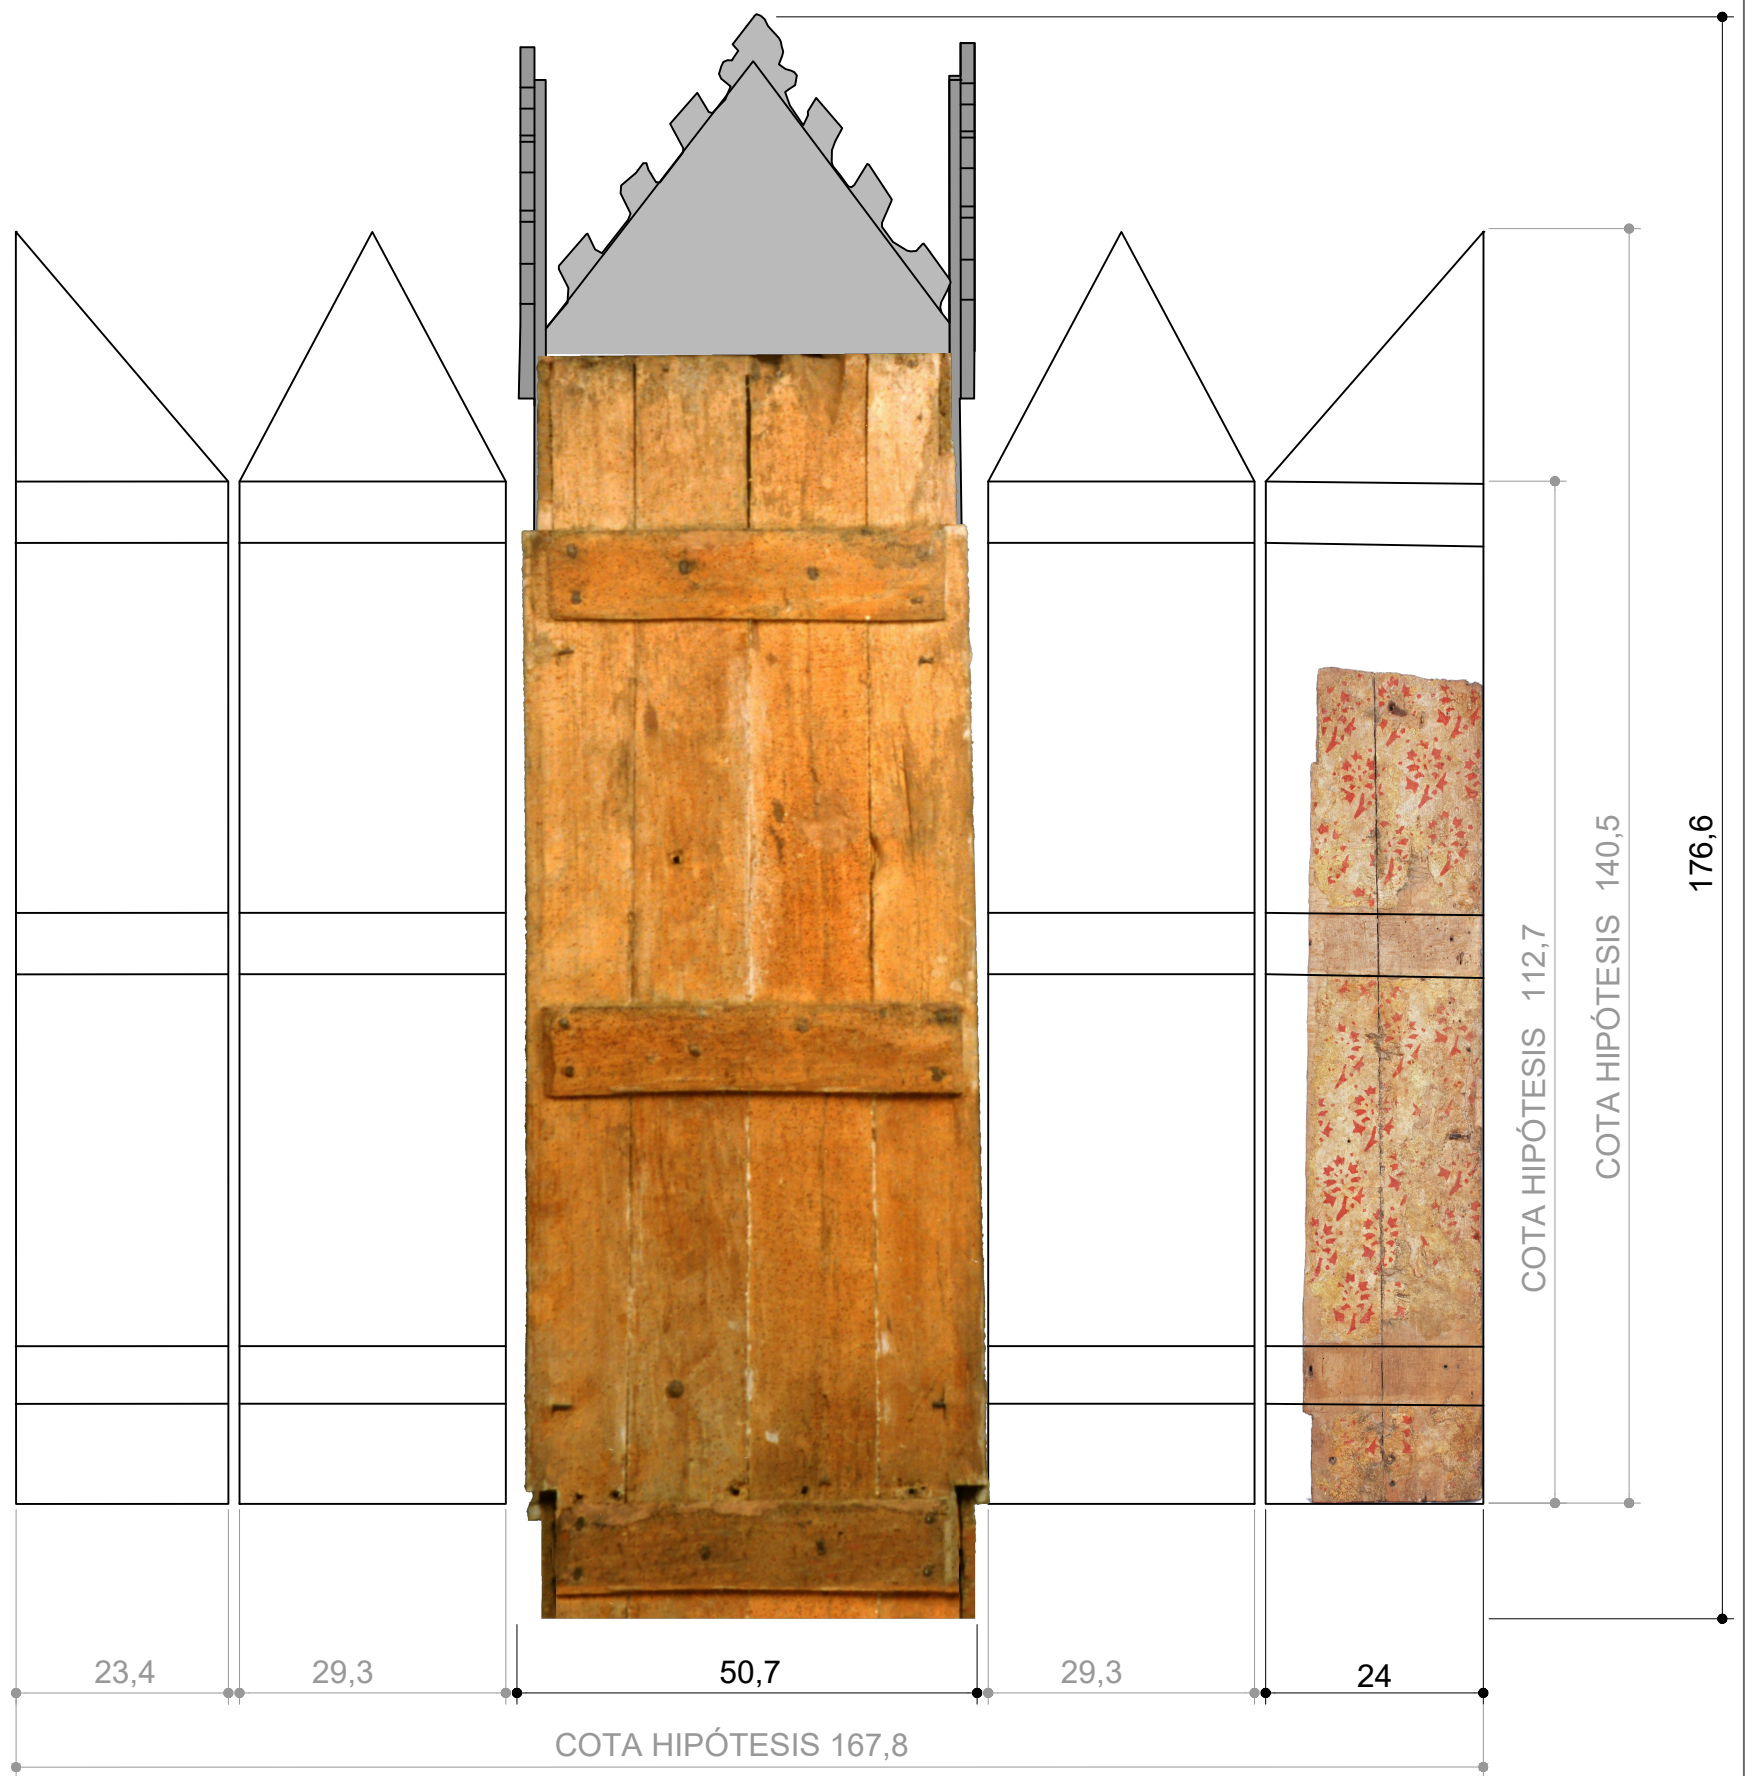 176,6
COTA HIPÓTESIS 140,5
COTA HIPÓTESIS 112,7
23,4
29,3
50,7
29,3
24
COTA HIPÓTESIS 167,8